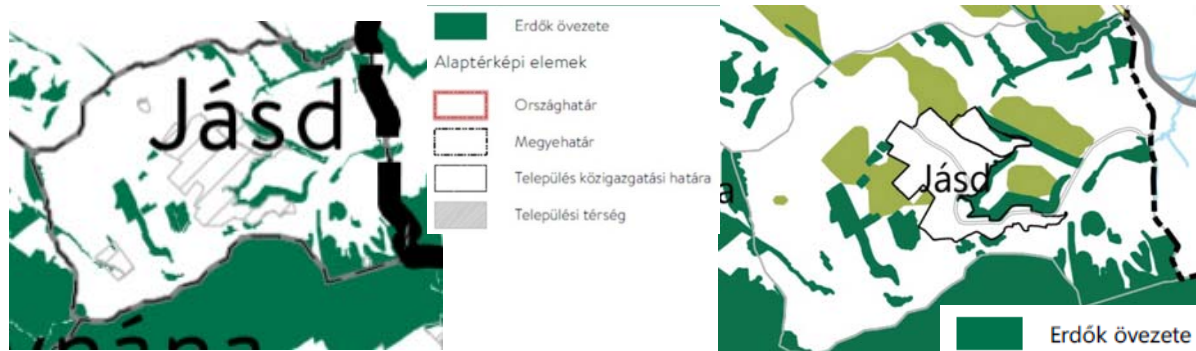 Jásd
Erdők övezete
Alaptérképi elemek
Országhatár
Megyehatár
Település közigazgatási határa
Települési térség
Jásd
Erdők övezete